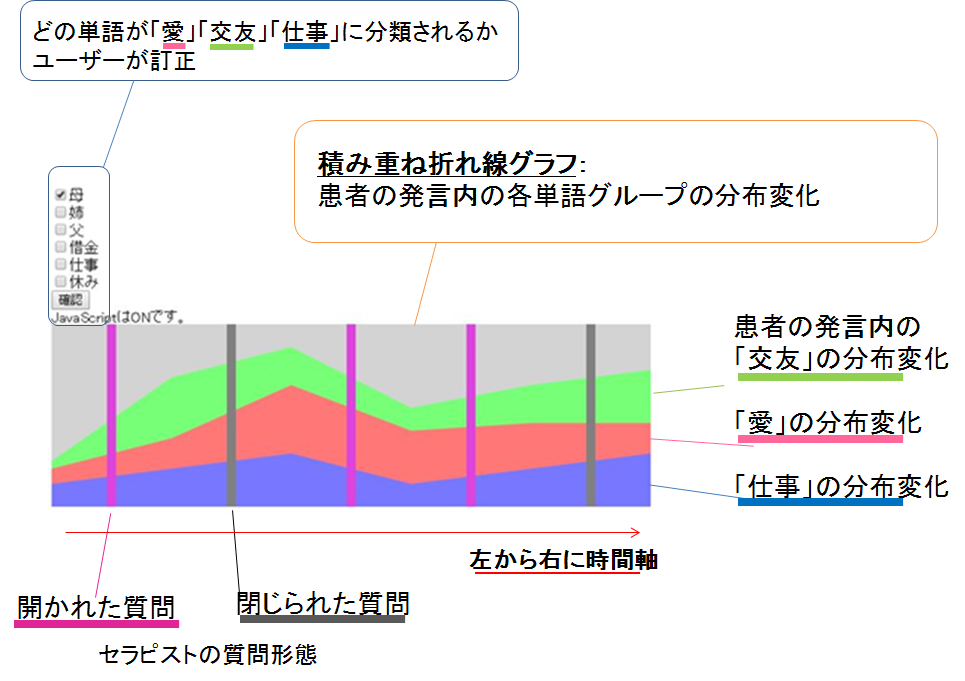 どの単語が｢愛｣｢交友｣｢仕事｣に分類されるか
ユーザーが訂正
積み重ね折れ線グラフ:
患者の発言内の各単語グループの分布変化
母
姉
父
借金
仕事
休み
確認
JavaScriptはONです。
患者の発言内の
｢交友｣の分布変化
｢愛｣の分布変化
｢仕事｣の分布変化
左から右に時間軸
開かれた質問
閉じられた質問
セラピストの質問形態